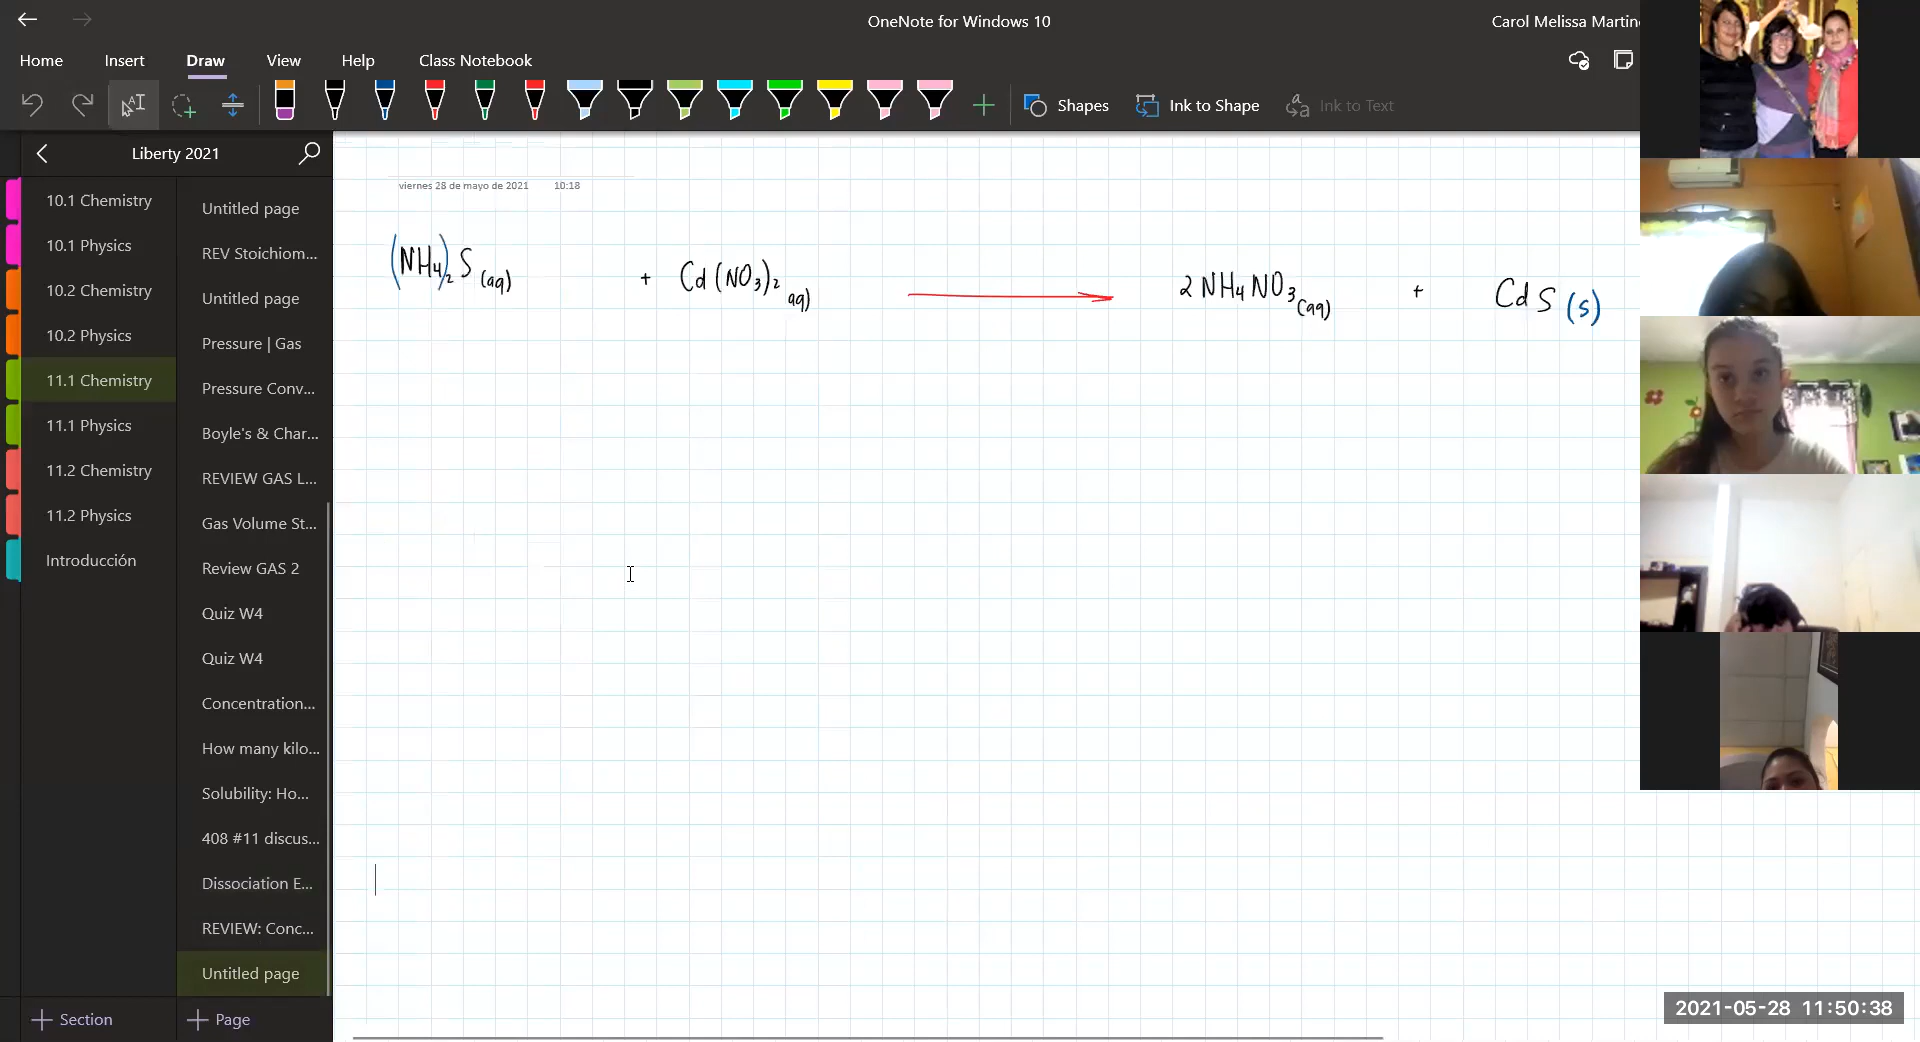 OneNote for Windows 10
Carol Melissa Martin
Home Insert Draw View Help Class Notebook
Shapes Ink to Shape Ink to Text
Liberty 2021
10.1 Chemistry
10.1 Physics
10.2 Chemistry
10.2 Physics
11.1 Chemistry
11.1 Physics
11.2 Chemistry
11.2 Physics
Introducción
Untitled page
REV Stoichiom...
Untitled page
Pressure | Gas
Pressure Conv...
Boyle's & Char...
REVIEW GAS L...
Gas Volume St...
Review GAS 2
Quiz W4
Quiz W4
Concentration...
How many kilo...
Solubility: Ho...
408 #11 discus...
Dissociation E...
REVIEW: Conc...
Untitled page
+ Section + Page
viernes 28 de mayo de 2021 10:18
(NH₄)₂S (aq) + Cd(NO₃)₂ aq) → 2NH₄NO₃ (aq) + CdS (s)
2021-05-28 11:50:38